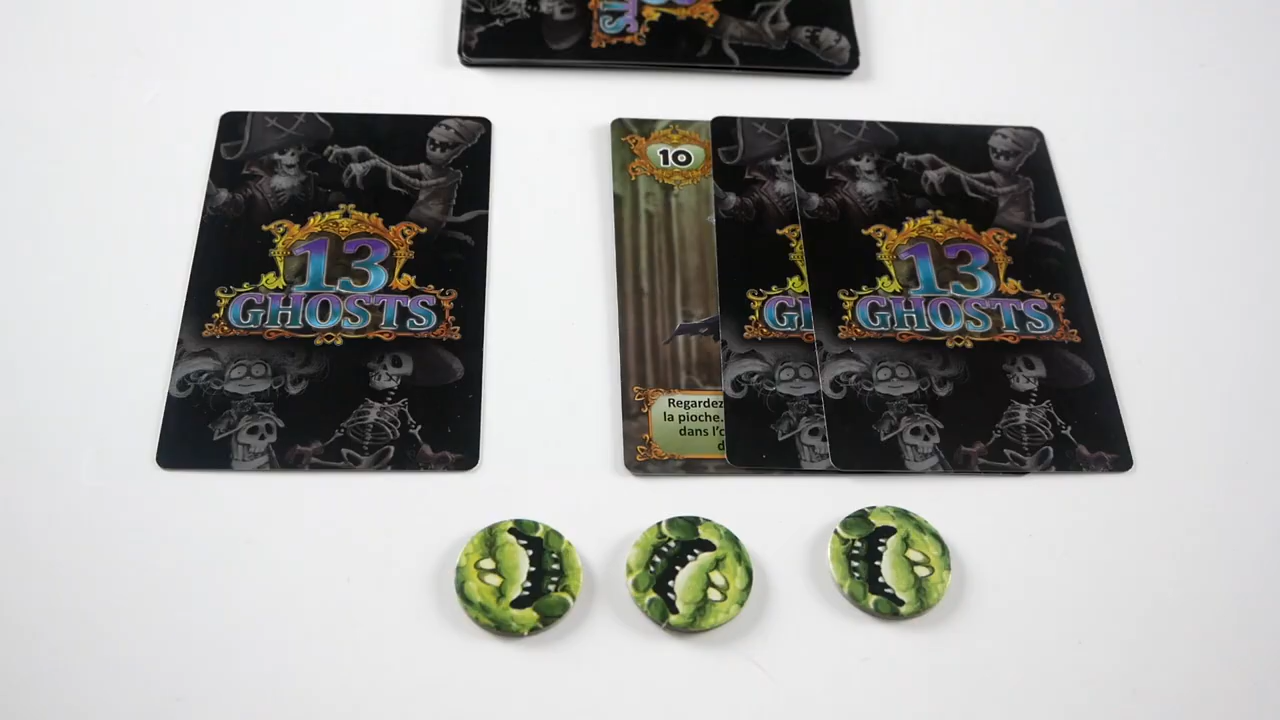 13
GHOSTS
10
Regardez
la pioche.
dans l'
d
13
GHOSTS